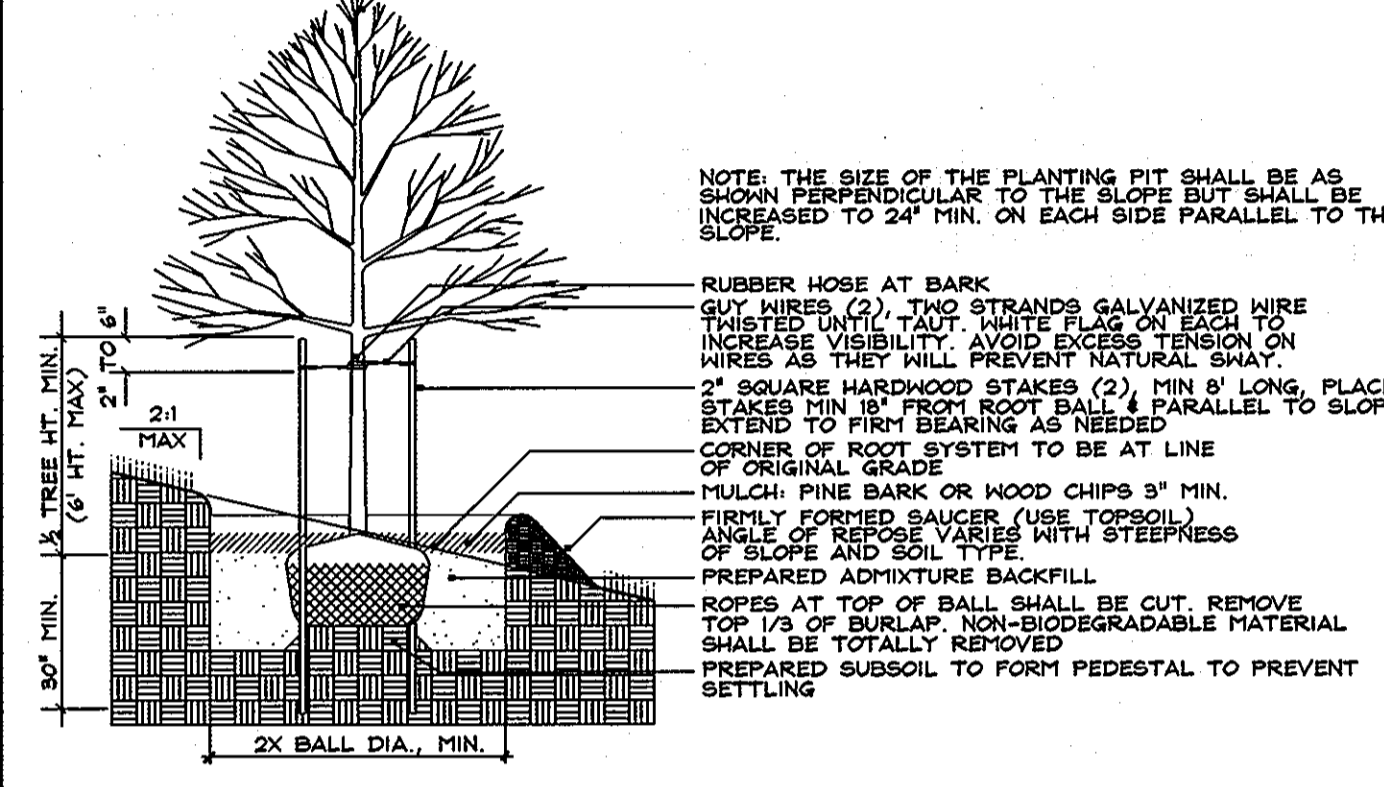 NOTE: THE SIZE OF THE PLANTING PIT SHALL BE AS
SHOWN PERPENDICULAR TO THE SLOPE BUT SHALL BE
INCREASED TO 24" MIN. ON EACH SIDE PARALLEL TO TH
SLOPE.
RUBBER HOSE AT BARK
GUY WIRES (2), TWO STRANDS GALVANIZED WIRE
TWISTED UNTIL TAUT. WHITE FLAG ON EACH TO
INCREASE VISIBILITY. AVOID EXCESS TENSION ON
WIRES AS THEY WILL PREVENT NATURAL SWAY.
2" SQUARE HARDWOOD STAKES (2), MIN 8' LONG, PLAC
STAKES MIN 18" FROM ROOT BALL & PARALLEL TO SLOP
EXTEND TO FIRM BEARING AS NEEDED
CORNER OF ROOT SYSTEM TO BE AT LINE
OF ORIGINAL GRADE
MULCH: PINE BARK OR WOOD CHIPS 3" MIN.
FIRMLY FORMED SAUCER (USE TOPSOIL)
ANGLE OF REPOSE VARIES WITH STEEPNESS
OF SLOPE AND SOIL TYPE.
PREPARED ADMIXTURE BACKFILL
ROPES AT TOP OF BALL SHALL BE CUT. REMOVE
TOP 1/3 OF BURLAP. NON-BIODEGRADABLE MATERIAL
SHALL BE TOTALLY REMOVED
PREPARED SUBSOIL TO FORM PEDESTAL TO PREVENT
SETTLING
½ TREE HT. MIN.
(6' HT. MAX)
2" TO 6"
2:1
MAX
30" MIN.
2X BALL DIA., MIN.